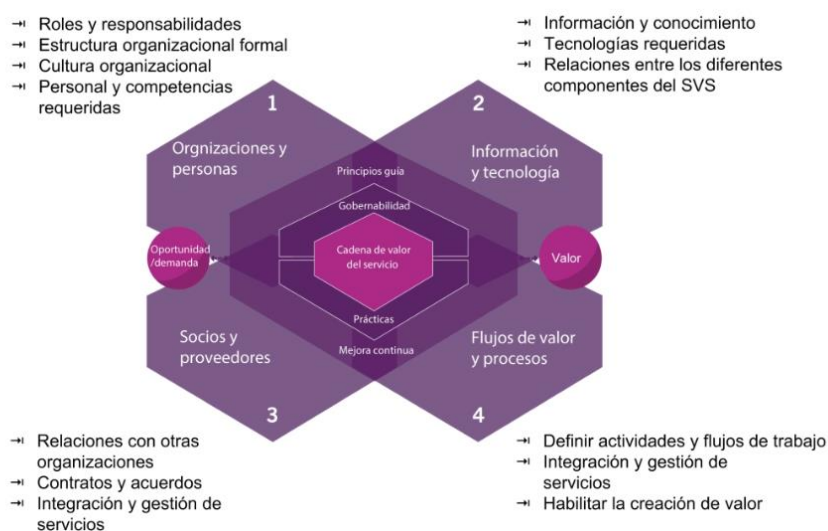 → Roles y responsabilidades
→ Estructura organizacional formal
→ Cultura organizacional
→ Personal y competencias
requeridas
→ Información y conocimiento
→ Tecnologías requeridas
→ Relaciones entre los diferentes
componentes del SVS
1
2
Orgnizaciones y
personas
Información
y tecnología
Principios guía
Gobernabilidad
Oportunidad
/demanda
Cadena de valor
del servicio
Valor
Prácticas
Mejora continua
Socios y
proveedores
Flujos de valor
y procesos
3
4
→ Relaciones con otras
organizaciones
→ Contratos y acuerdos
→ Integración y gestión de
servicios
→ Definir actividades y flujos de trabajo
→ Integración y gestión de
servicios
→ Habilitar la creación de valor